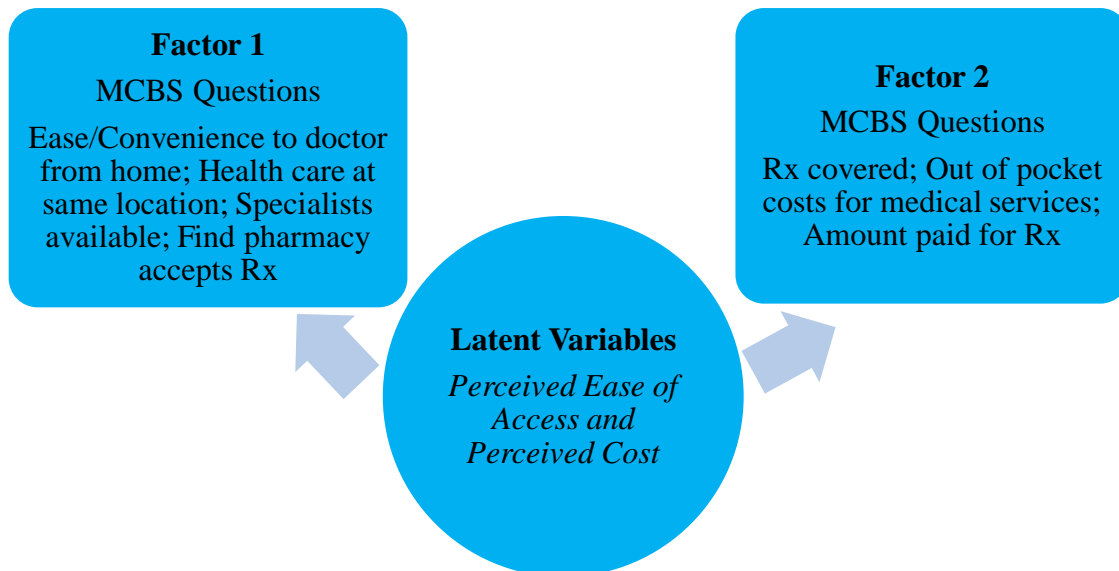 Factor 1
MCBS Questions
Ease/Convenience to doctor
from home; Health care at
same location; Specialists
available; Find pharmacy
accepts Rx
Factor 2
MCBS Questions
Rx covered; Out of pocket
costs for medical services;
Amount paid for Rx
Latent Variables
Perceived Ease of
Access and
Perceived Cost